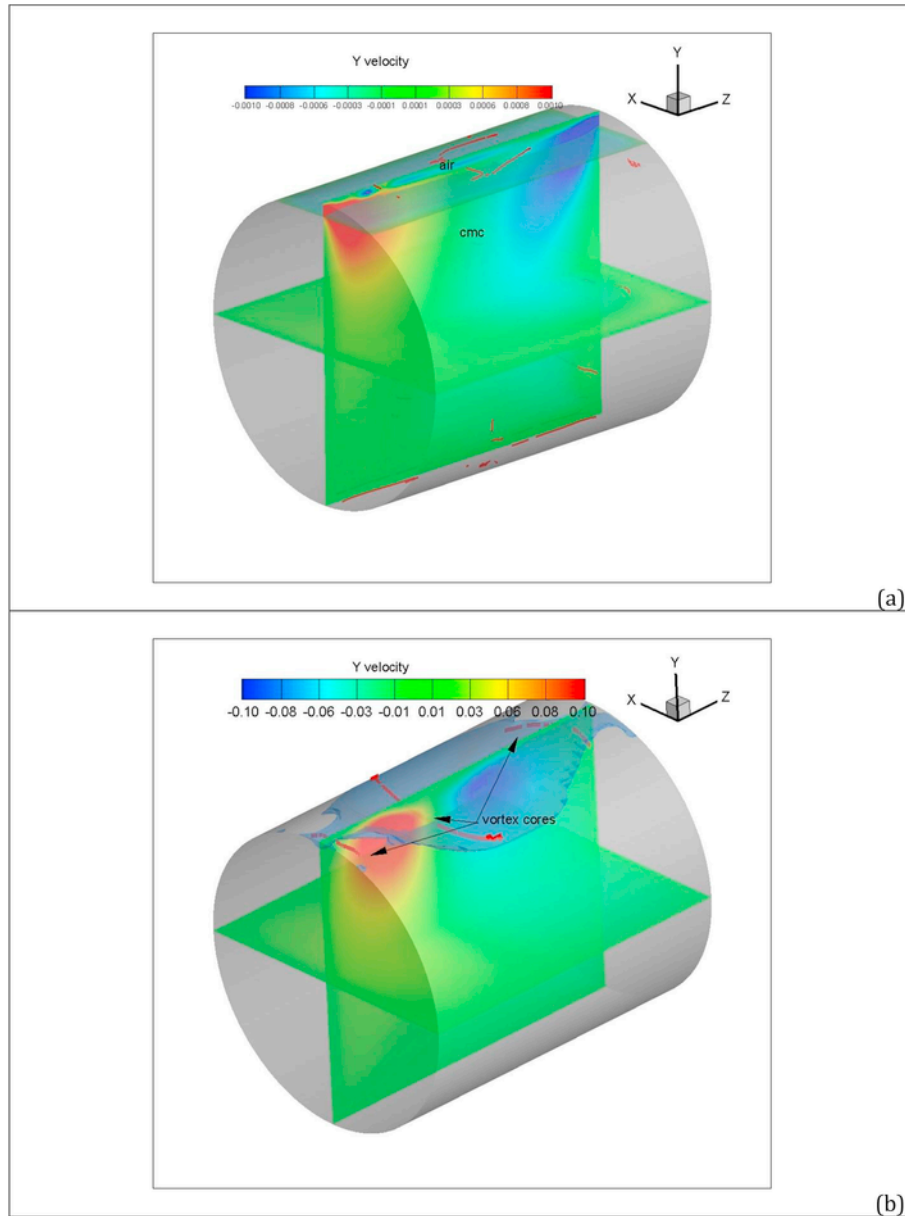 Y velocity
-0.0010 -0.0008 -0.0006 -0.0003 -0.0001 0.0001 0.0003 0.0006 0.0008 0.0010
Y
X
Z
air
cmc
(a)
Y velocity
-0.10 -0.08 -0.06 -0.03 -0.01 0.01 0.03 0.06 0.08 0.10
Y
X
Z
vortex cores
(b)